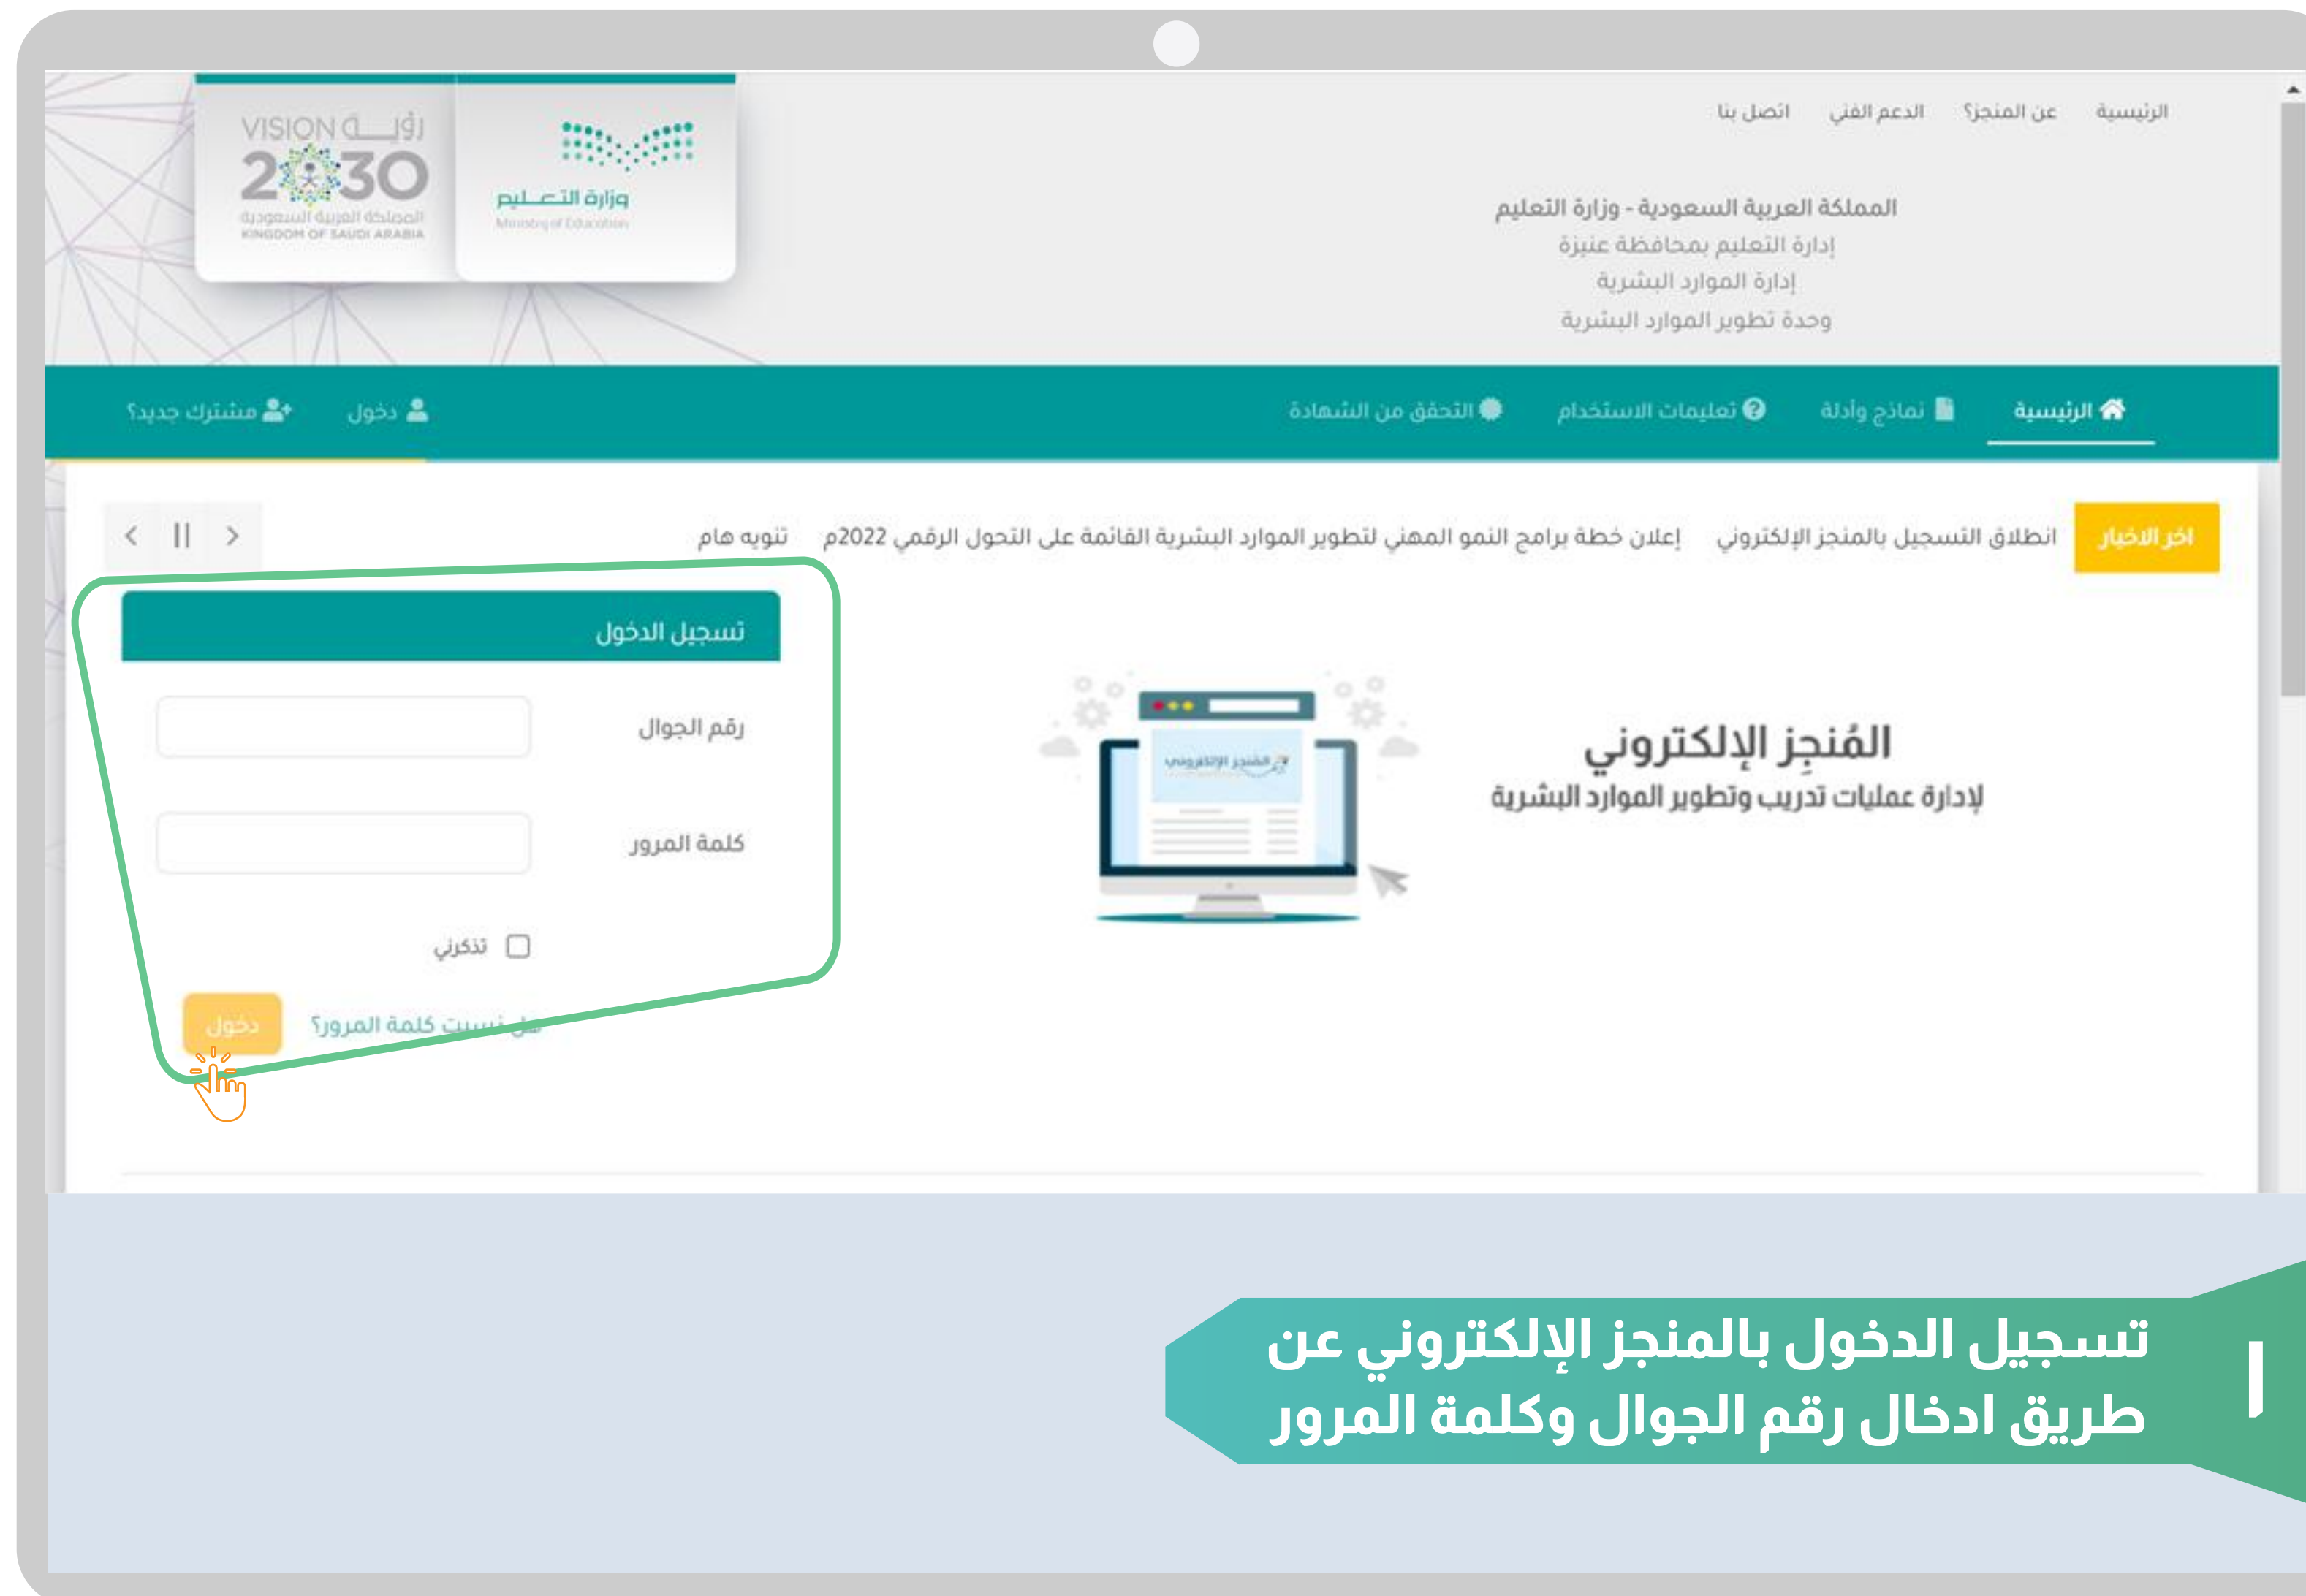 الرئيسية عن المنجز؟ الدعم الفني اتصل بنا
المملكة العربية السعودية - وزارة التعليم
إدارة التعليم بمحافظة عنيزة
إدارة الموارد البشرية
وحدة تطوير الموارد البشرية
وزارة التعـــليم
Ministry of Education
VISION رؤيـــة
2030
المملكة العربية السعودية
KINGDOM OF SAUDI ARABIA
الرئيسية نماذج وأدلة تعليمات الاستخدام التحقق من الشهادة دخول مشترك جديد؟
اخر الاخبار انطلاق التسجيل بالمنجز الإلكتروني إعلان خطة برامج النمو المهني لتطوير الموارد البشرية القائمة على التحول الرقمي 2022م تنويه هام
المُنجِز الإلكتروني
لإدارة عمليات تدريب وتطوير الموارد البشرية
المُنجز الإلكتروني
تسجيل الدخول
رقم الجوال
كلمة المرور
تذكرني
هل نسيت كلمة المرور؟ دخول
ا
تسجيل الدخول بالمنجز الإلكتروني عن
طريق ادخال رقم الجوال وكلمة المرور